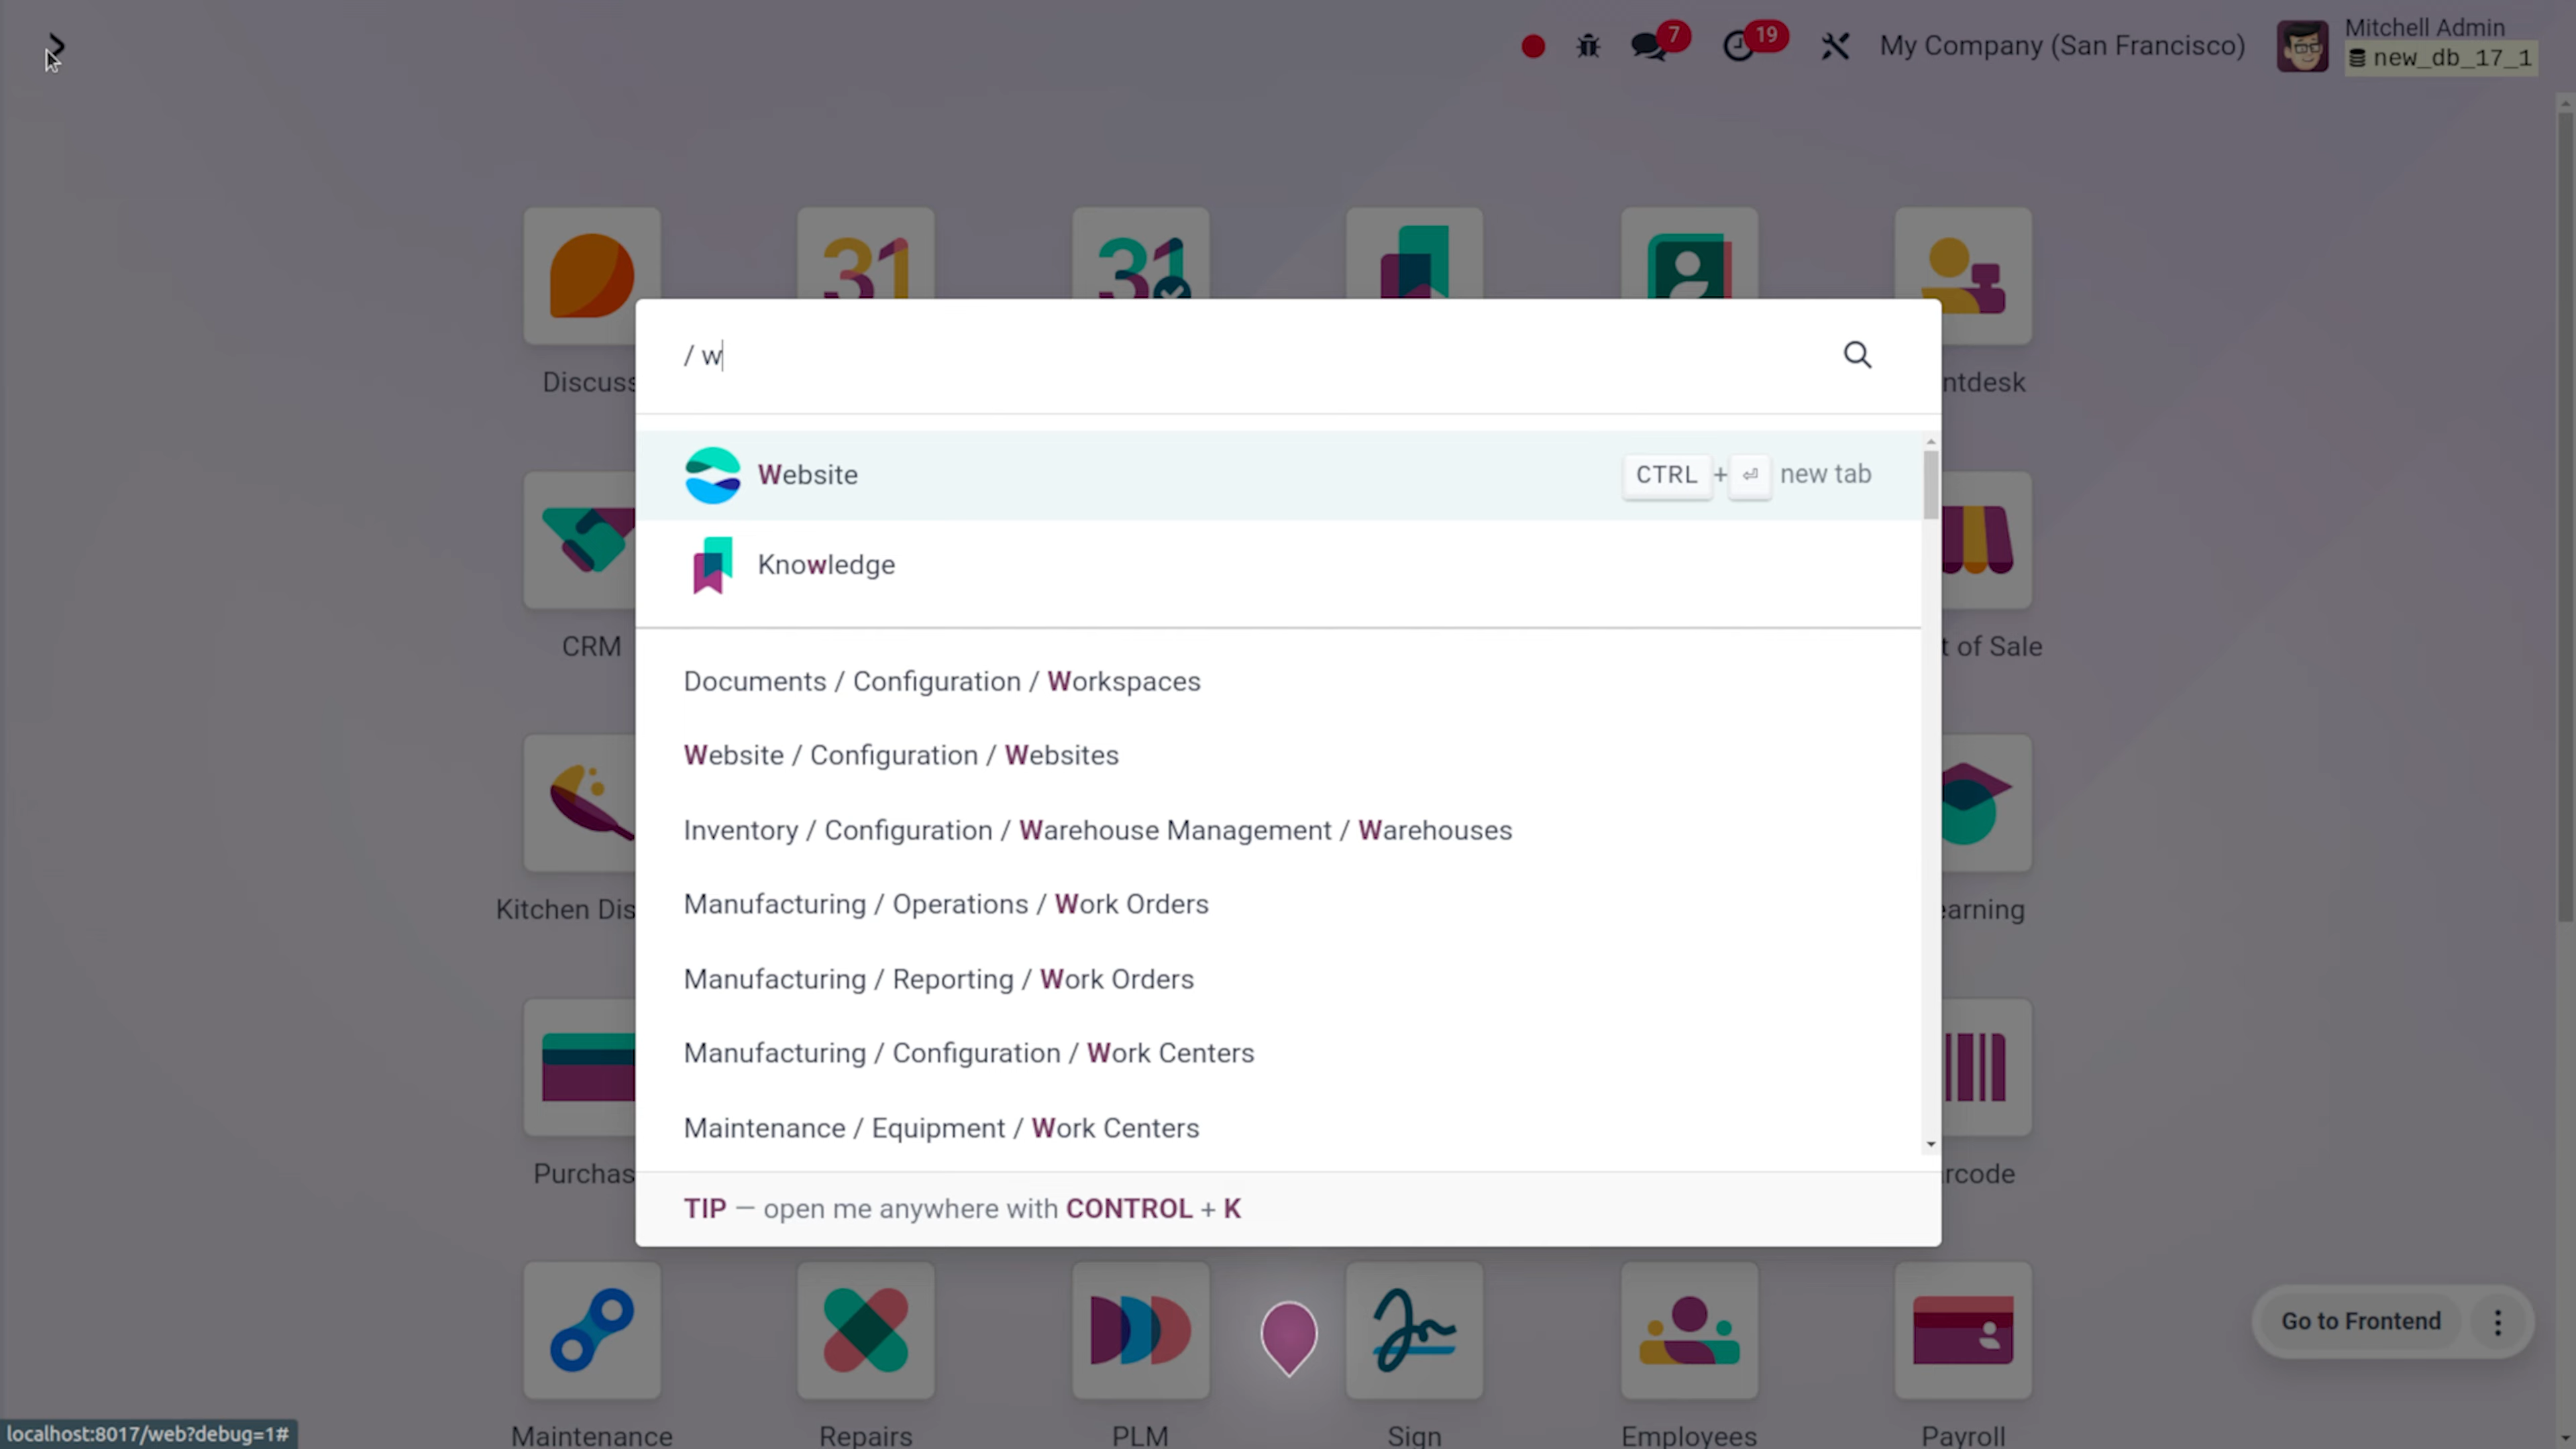 7
19
My Company (San Francisco)
Mitchell Admin
new_db_17_1
31
31
/ w
Discuss
ntdesk
Website
CTRL + ⏎ new tab
Knowledge
CRM
t of Sale
Documents / Configuration / Workspaces
Website / Configuration / Websites
Inventory / Configuration / Warehouse Management / Warehouses
Kitchen Dis
earning
Manufacturing / Operations / Work Orders
Manufacturing / Reporting / Work Orders
Manufacturing / Configuration / Work Centers
Maintenance / Equipment / Work Centers
Purchas
rcode
TIP — open me anywhere with CONTROL + K
Go to Frontend
localhost:8017/web?debug=1#
Maintenance
Repairs
PLM
Sign
Employees
Payroll